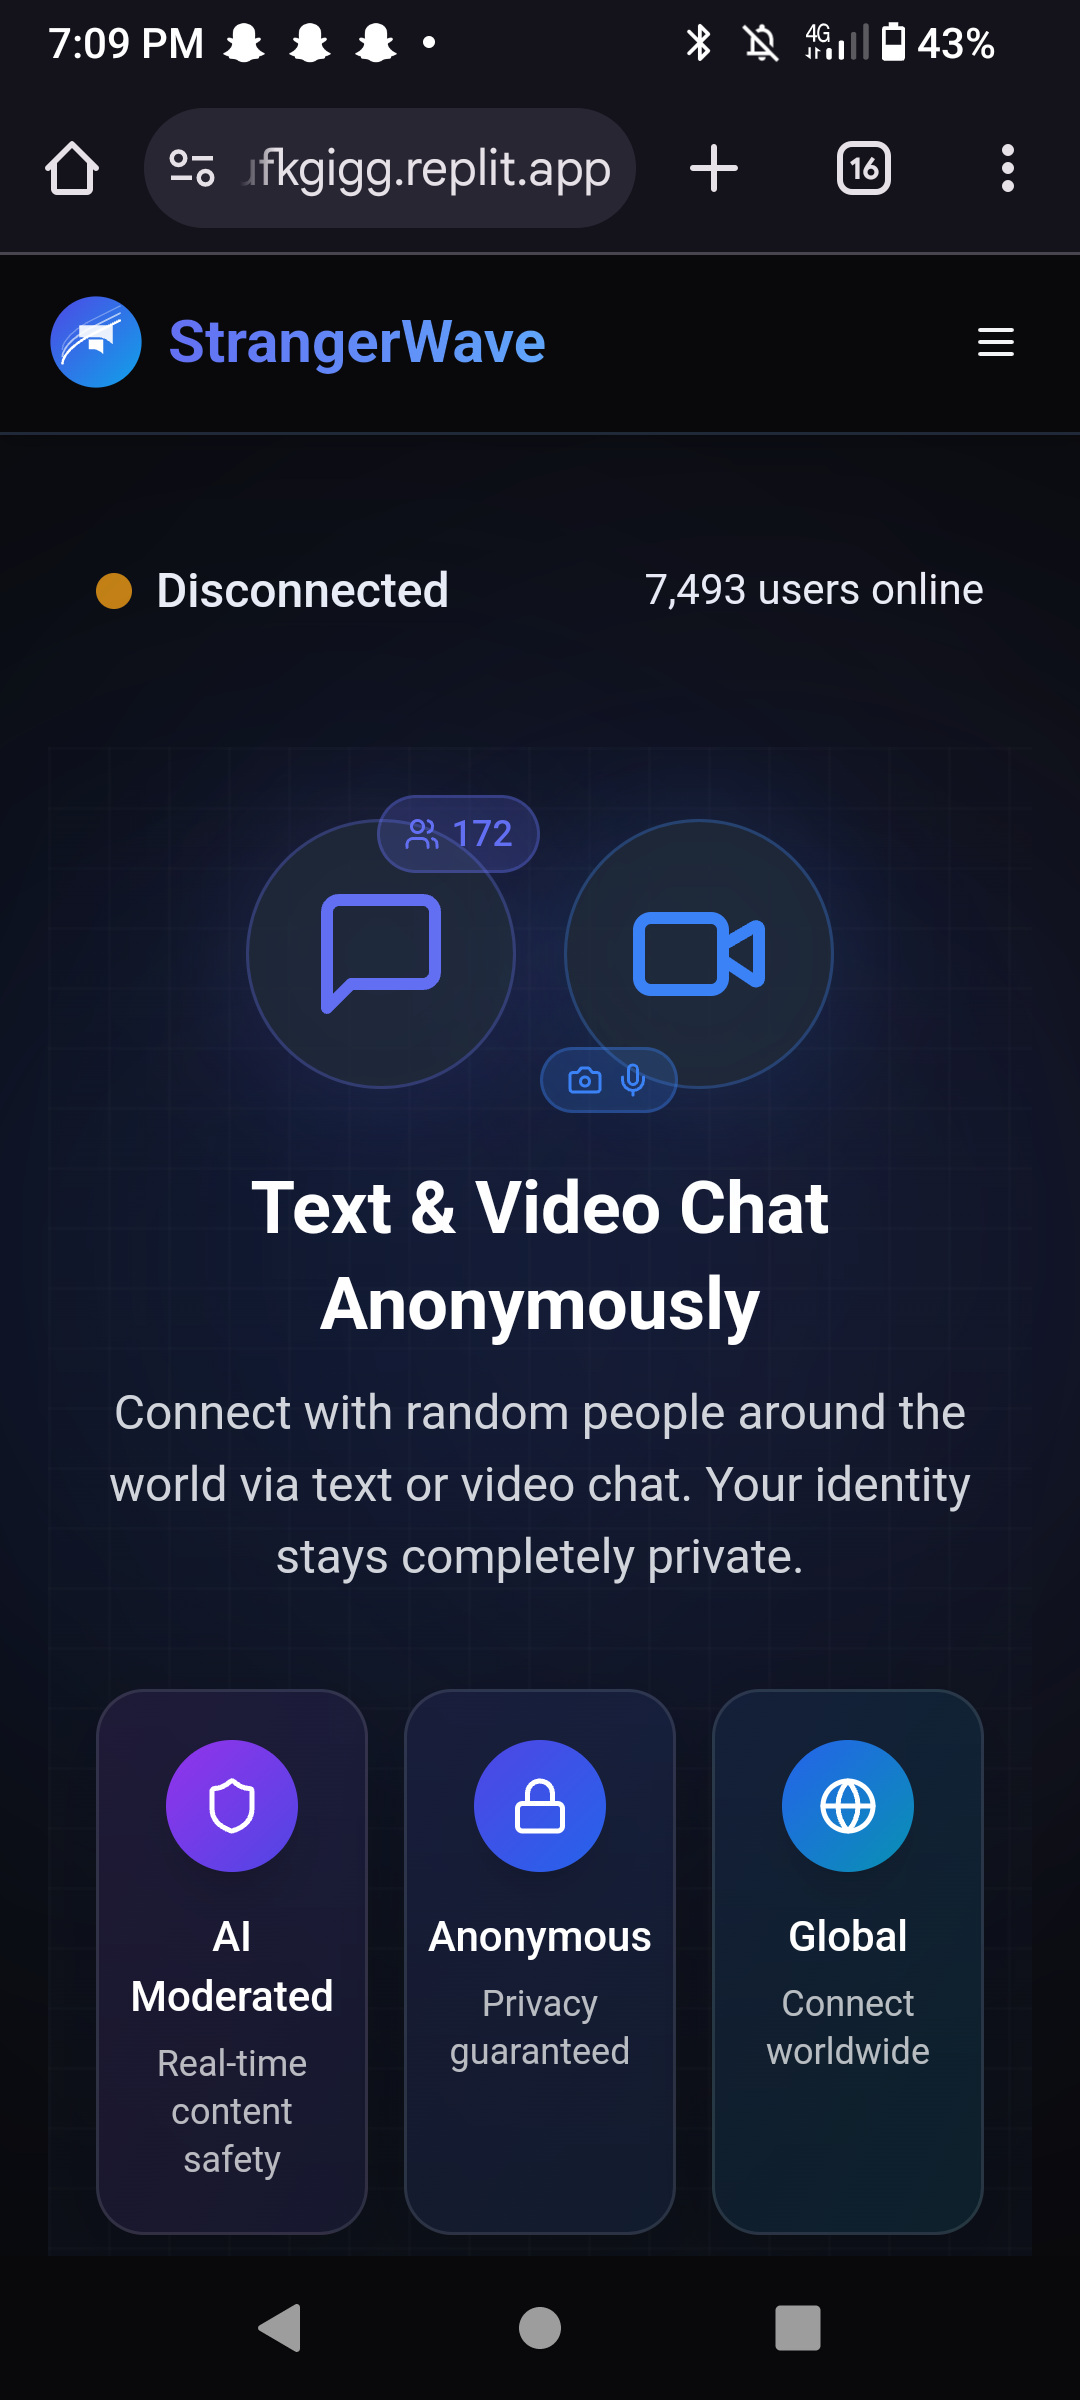 7:09 PM
4G
43%
ufkgigg.replit.app
16
StrangerWave
Disconnected
7,493 users online
172
Text & Video Chat
Anonymously
Connect with random people around the
world via text or video chat. Your identity
stays completely private.
AI
Moderated
Real-time
content
safety
Anonymous
Privacy
guaranteed
Global
Connect
worldwide